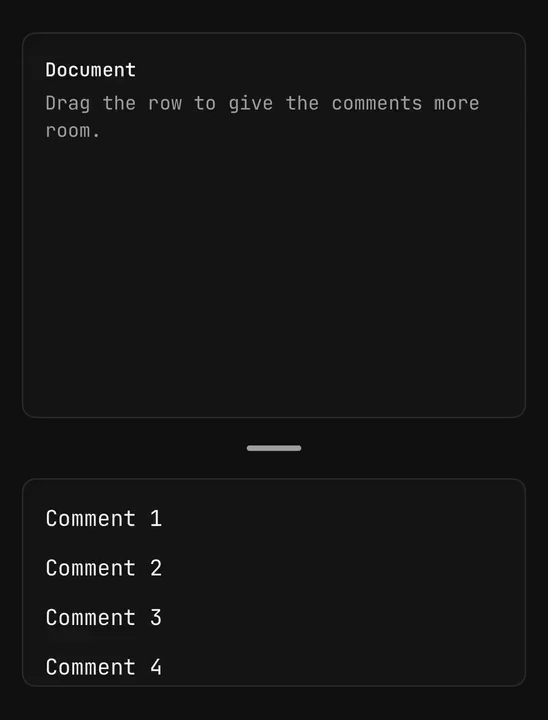 Document
Drag the row to give the comments more
room.
Comment 1
Comment 2
Comment 3
Comment 4